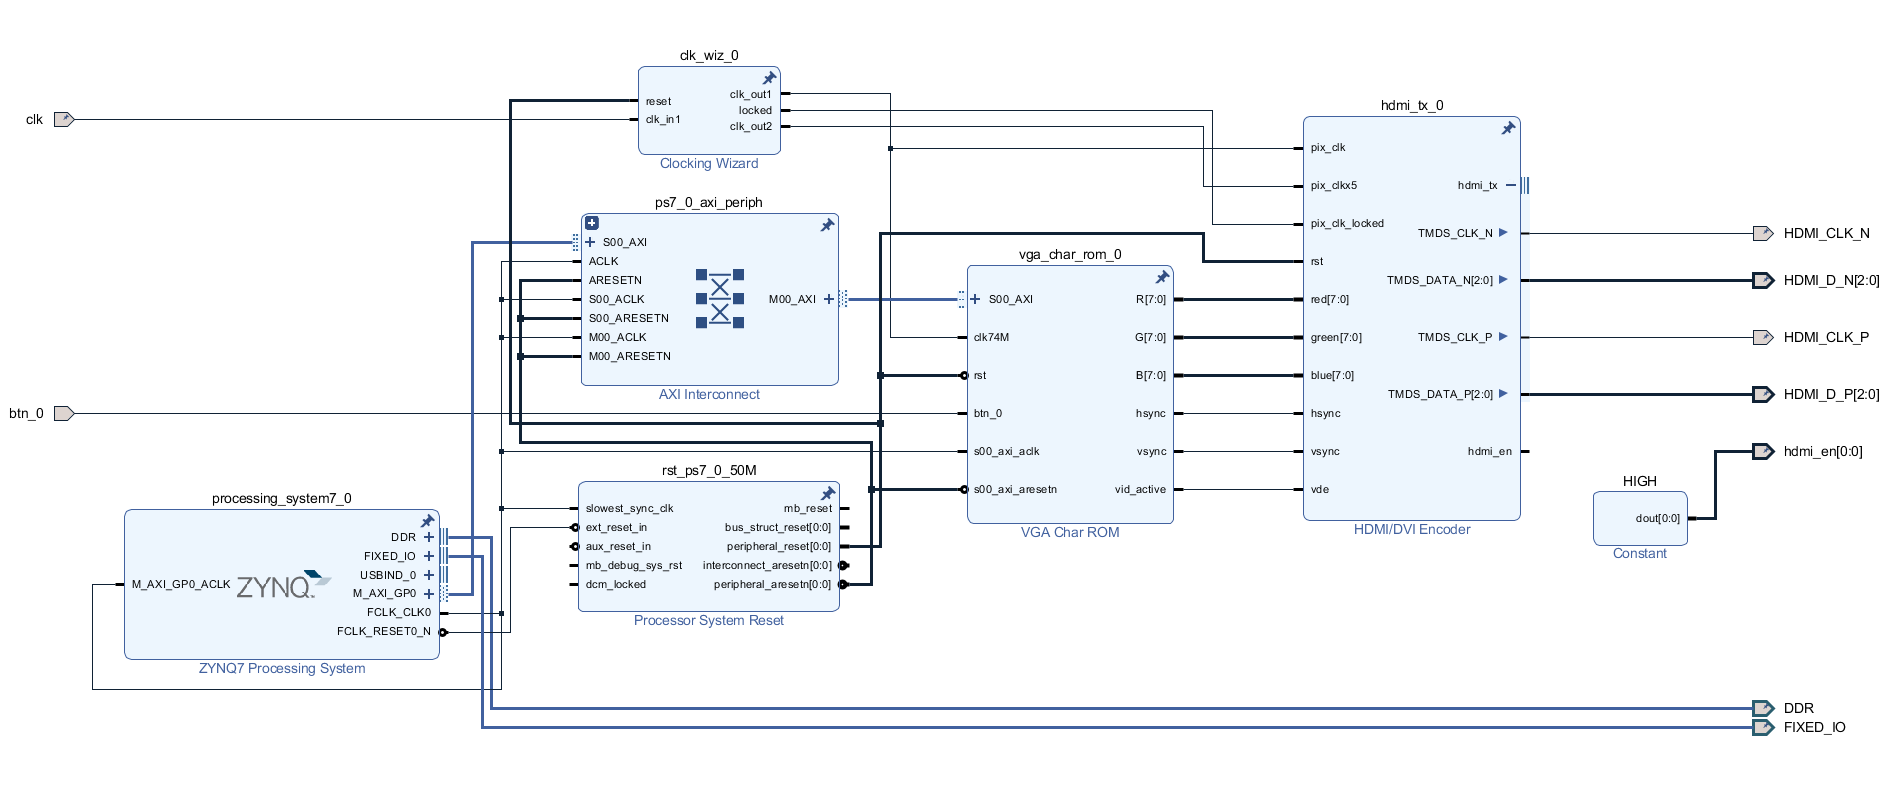 clk
btn_0
clk_wiz_0
reset
clk_in1
clk_out1
locked
clk_out2
Clocking Wizard
ps7_0_axi_periph
S00_AXI
ACLK
ARESETN
S00_ACLK
S00_ARESETN
M00_ACLK
M00_ARESETN
M00_AXI
AXI Interconnect
processing_system7_0
M_AXI_GP0_ACLK
ZYNQ
DDR
FIXED_IO
USBIND_0
M_AXI_GP0
FCLK_CLK0
FCLK_RESET0_N
ZYNQ7 Processing System
rst_ps7_0_50M
slowest_sync_clk
ext_reset_in
aux_reset_in
mb_debug_sys_rst
dcm_locked
mb_reset
bus_struct_reset[0:0]
peripheral_reset[0:0]
interconnect_aresetn[0:0]
peripheral_aresetn[0:0]
Processor System Reset
vga_char_rom_0
S00_AXI
clk74M
rst
btn_0
s00_axi_aclk
s00_axi_aresetn
R[7:0]
G[7:0]
B[7:0]
hsync
vsync
vid_active
VGA Char ROM
hdmi_tx_0
pix_clk
pix_clkx5
pix_clk_locked
rst
red[7:0]
green[7:0]
blue[7:0]
hsync
vsync
vde
hdmi_tx
TMDS_CLK_N
TMDS_DATA_N[2:0]
TMDS_CLK_P
TMDS_DATA_P[2:0]
hdmi_en
HDMI/DVI Encoder
HIGH
dout[0:0]
Constant
HDMI_CLK_N
HDMI_D_N[2:0]
HDMI_CLK_P
HDMI_D_P[2:0]
hdmi_en[0:0]
DDR
FIXED_IO